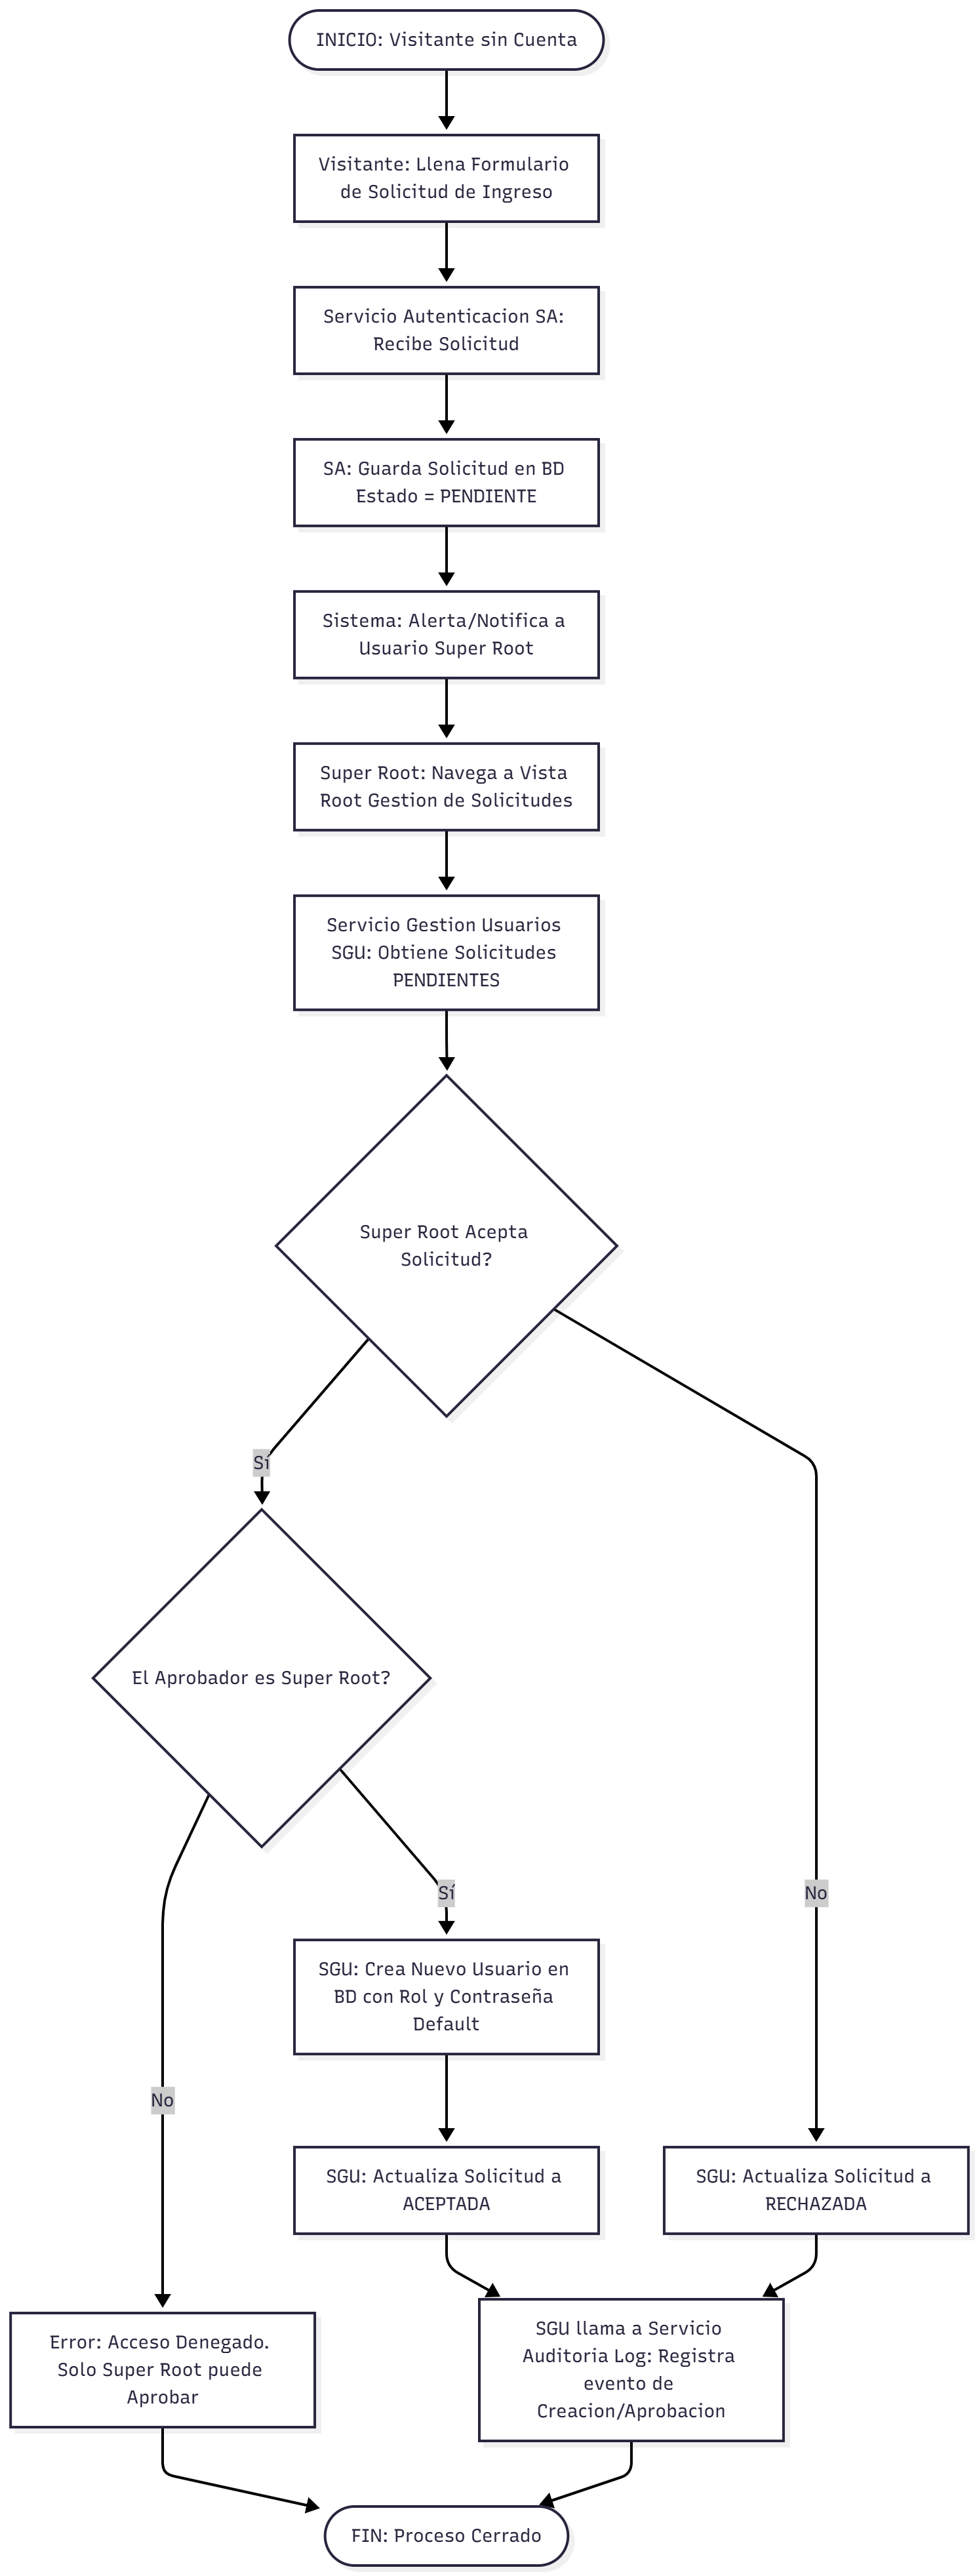 INICIO: Visitante sin Cuenta
Visitante: Llena Formulario
de Solicitud de Ingreso
Servicio Autenticacion SA:
Recibe Solicitud
SA: Guarda Solicitud en BD
Estado = PENDIENTE
Sistema: Alerta/Notifica a
Usuario Super Root
Super Root: Navega a Vista
Root Gestion de Solicitudes
Servicio Gestion Usuarios
SGU: Obtiene Solicitudes
PENDIENTES
Super Root Acepta
Solicitud?
Sí
El Aprobador es Super Root?
Sí
No
SGU: Crea Nuevo Usuario en
BD con Rol y Contraseña
Default
No
SGU: Actualiza Solicitud a
ACEPTADA
SGU: Actualiza Solicitud a
RECHAZADA
Error: Acceso Denegado.
Solo Super Root puede
Aprobar
SGU llama a Servicio
Auditoria Log: Registra
evento de
Creacion/Aprobacion
FIN: Proceso Cerrado